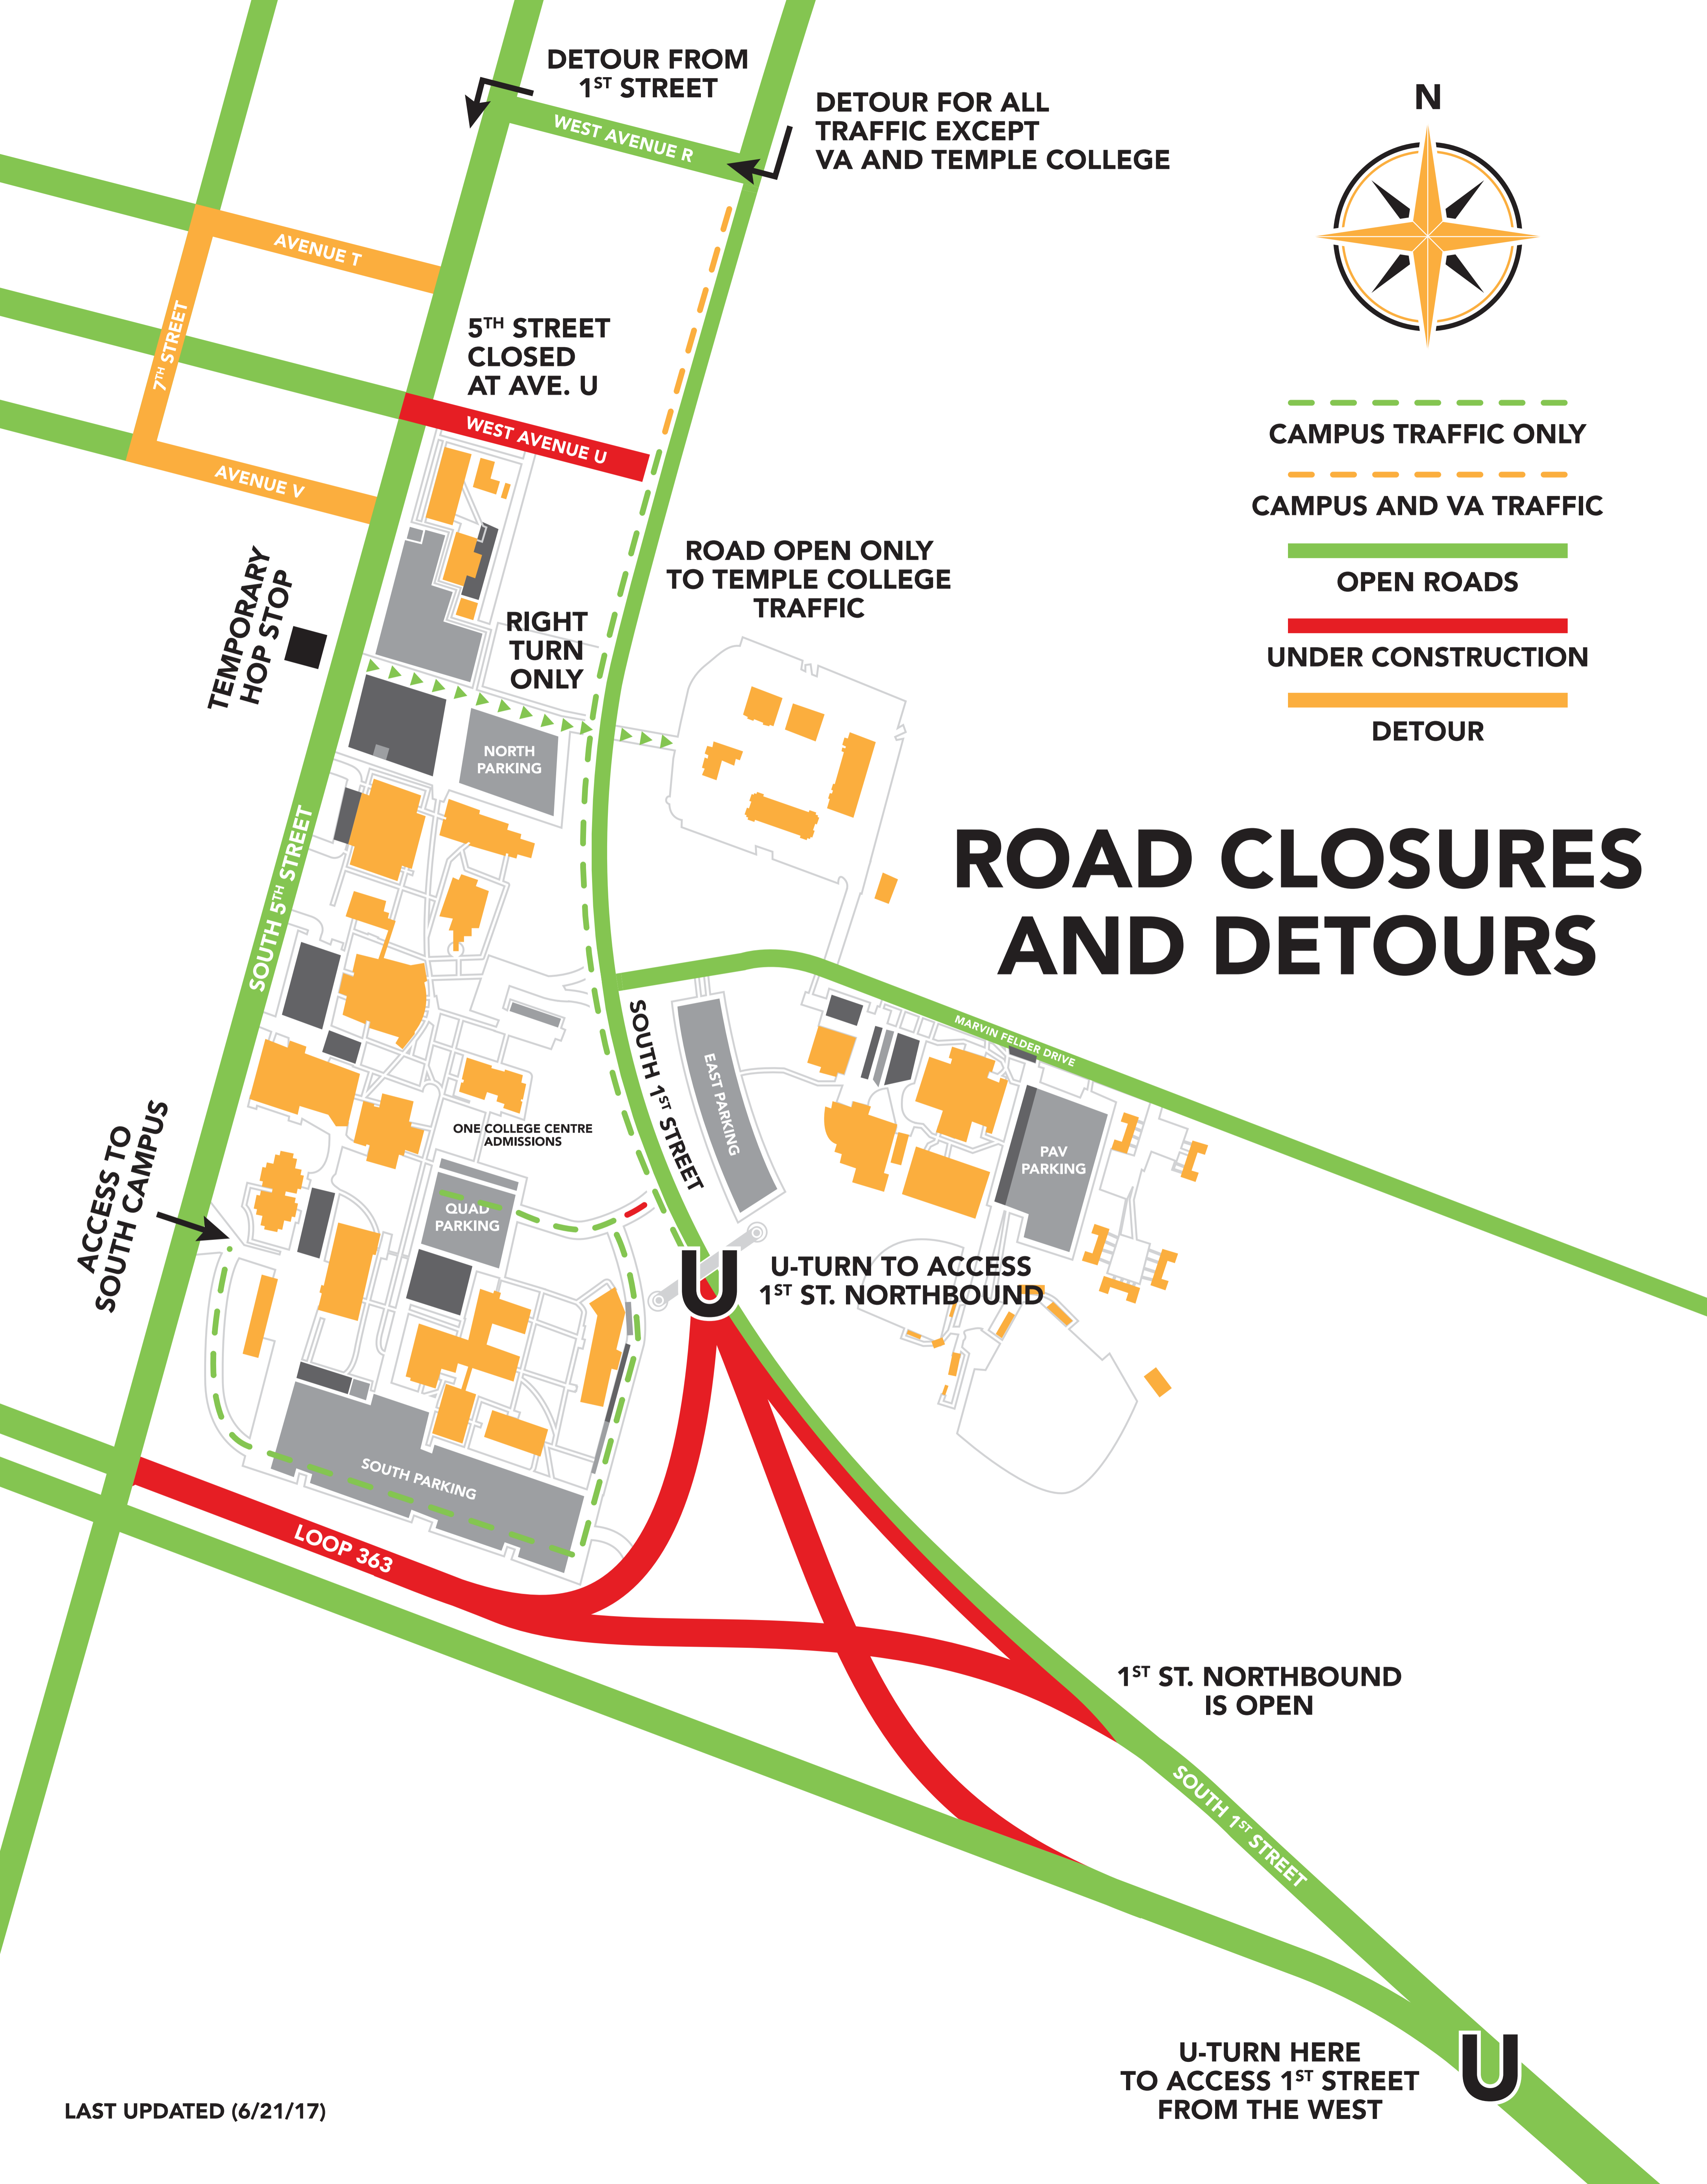 DETOUR FROM
1ST STREET
DETOUR FOR ALL
TRAFFIC EXCEPT
VA AND TEMPLE COLLEGE
N
WEST AVENUE R
AVENUE T
7TH STREET
5TH STREET
CLOSED
AT AVE. U
WEST AVENUE U
AVENUE V
CAMPUS TRAFFIC ONLY
CAMPUS AND VA TRAFFIC
OPEN ROADS
UNDER CONSTRUCTION
DETOUR
TEMPORARY
HOP STOP
ROAD OPEN ONLY
TO TEMPLE COLLEGE
TRAFFIC
RIGHT
TURN
ONLY
NORTH
PARKING
ROAD CLOSURES
AND DETOURS
SOUTH 5TH STREET
SOUTH 1ST STREET
EAST PARKING
MARVIN FELDER DRIVE
ONE COLLEGE CENTRE
ADMISSIONS
PAV
PARKING
ACCESS TO
SOUTH CAMPUS
QUAD
PARKING
U
U-TURN TO ACCESS
1ST ST. NORTHBOUND
SOUTH PARKING
LOOP 363
1ST ST. NORTHBOUND
IS OPEN
SOUTH 1ST STREET
U
U-TURN HERE
TO ACCESS 1ST STREET
FROM THE WEST
LAST UPDATED (6/21/17)